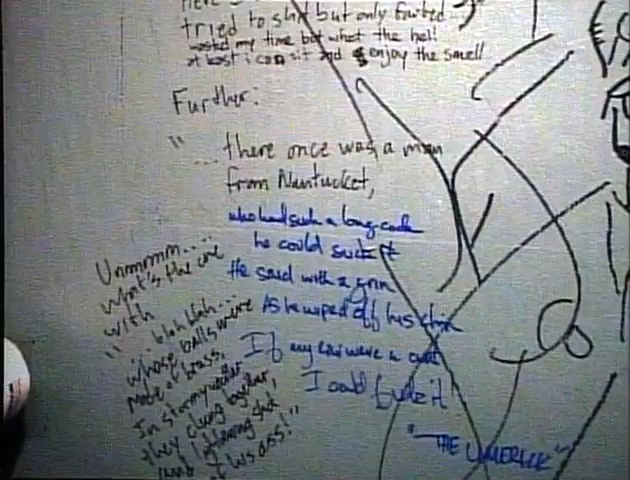 tried to shit but only farted...
wasted my time but what the hell
at least i can sit and enjoy the smell
Further:
"...there once was a man
from Nantucket,
who had such a long cock
he could suck it
He said with a grin
As he wiped off his chin
If my ear were a cunt
I could fuck it!
"THE LIMERICK"
Ummmm....
what's the one
with
" blah blah...
whose balls were
made of brass,
In stormy weather
they clung together,
and lightning shot
of his ass!"